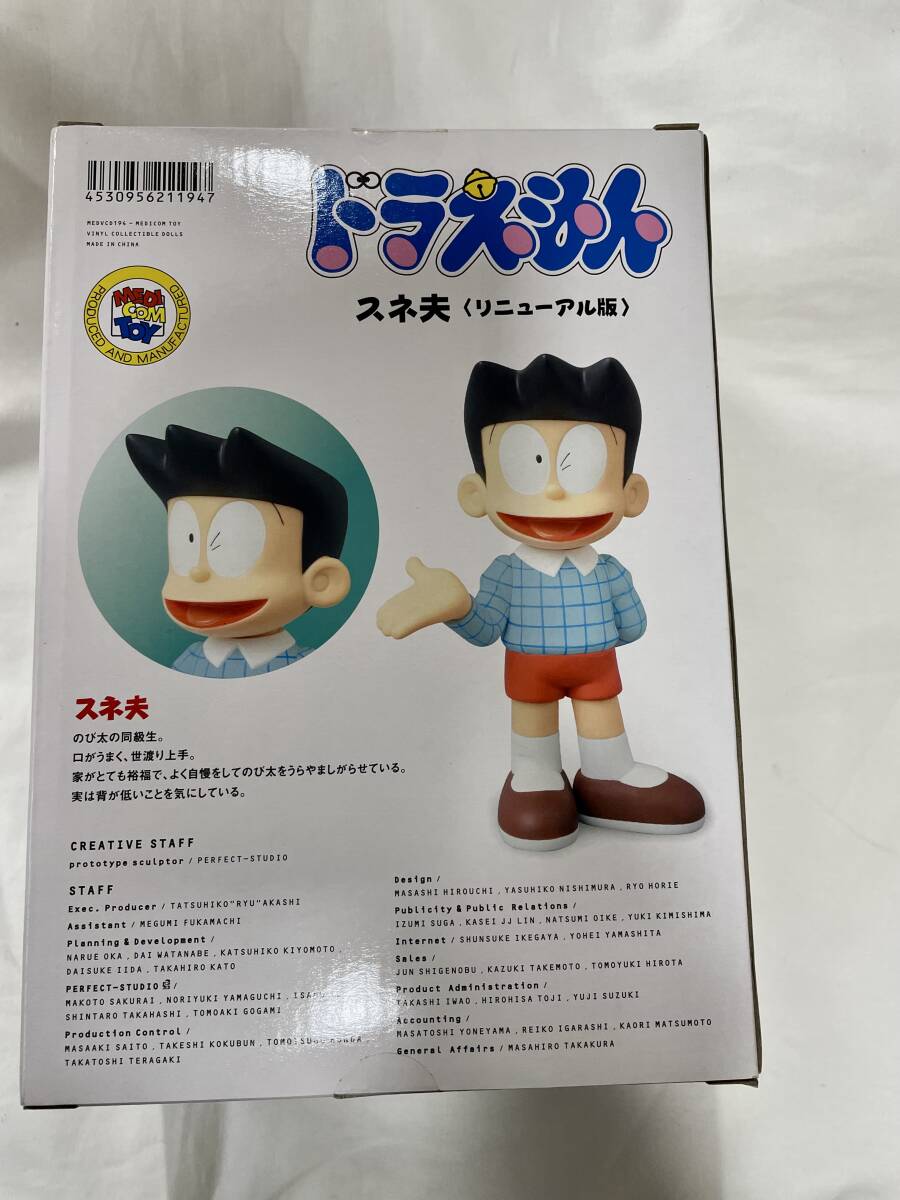 4530956211947
MEDVCD194 – MEDICOM TOY
VINYL COLLECTIBLE DOLLS
MADE IN CHINA
PRODUCED AND MANUFACTURED
MEDI
COM
TOY
ドラえもん
スネ夫〈リニューアル版〉
スネ夫
のび太の同級生。
口がうまく、世渡り上手。
家がとても裕福で、よく自慢をしてのび太をうらやましがらせている。
実は背が低いことを気にしている。
CREATIVE STAFF
prototype sculptor / PERFECT-STUDIO
STAFF
Exec. Producer / TATSUHIKO"RYU"AKASHI
Assistant / MEGUMI FUKAMACHI
Planning & Development /
NARUE OKA , DAI WATANABE , KATSUHIKO KIYOMOTO ,
DAISUKE IIDA , TAKAHIRO KATO
PERFECT-STUDIO /
MAKOTO SAKURAI , NORIYUKI YAMAGUCHI ,
SHINTARO TAKAHASHI , TOMOAKI GOGAMI
Production Control /
MASAAKI SAITO , TAKESHI KOKUBUN ,
TAKATOSHI TERAGAKI
Design /
MASASHI HIROUCHI , YASUHIKO NISHIMURA , RYO HORIE
Publicity & Public Relations /
IZUMI SUGA , KASEI JJ LIN , NATSUMI OIKE , YUKI KIMISHIMA
Internet / SHUNSUKE IKEGAYA , YOHEI YAMASHITA
Sales /
JUN SHIGENOBU , KAZUKI TAKEMOTO , TOMOYUKI HIROTA
Product Administration /
TAKASHI IWAO , HIROHISA TOJI , YUJI SUZUKI
Accounting /
MASATOSHI YONEYAMA , REIKO IGARASHI , KAORI MATSUMOTO
General Affairs / MASAHIRO TAKAKURA